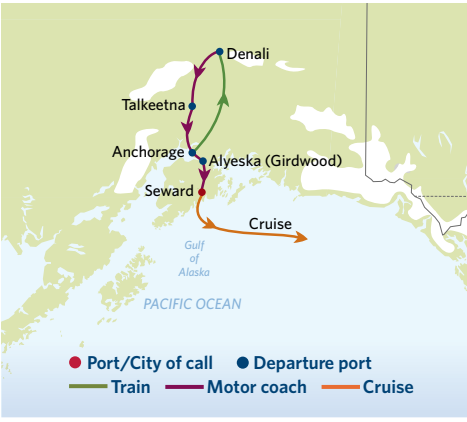 Denali
Talkeetna
Anchorage
Alyeska (Girdwood)
Seward
Cruise
Gulf
of
Alaska
PACIFIC OCEAN
Port/City of call Departure port
Train Motor coach Cruise